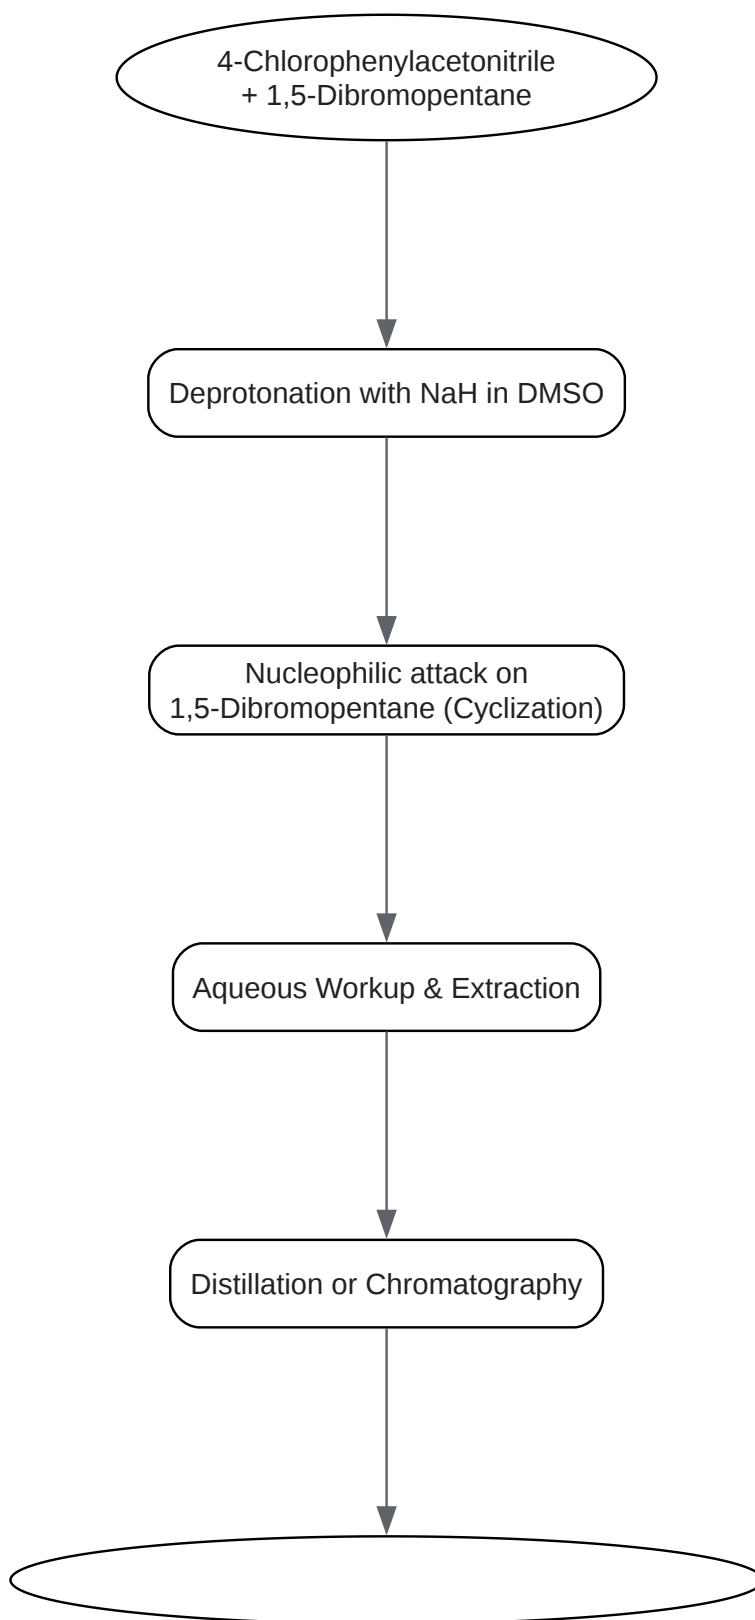 4-Chlorophenylacetonitrile
+ 1,5-Dibromopentane
Deprotonation with NaH in DMSO
Nucleophilic attack on
1,5-Dibromopentane (Cyclization)
Aqueous Workup & Extraction
Distillation or Chromatography